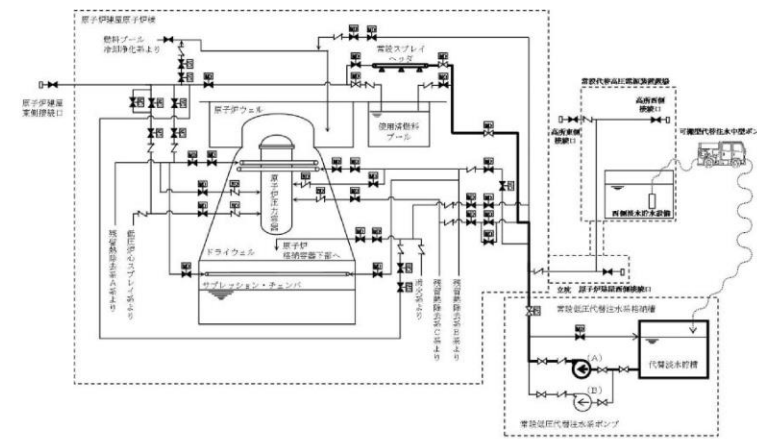 原子炉建屋原子炉棟
燃料プール
冷却浄化系より
常設スプレイ
ヘッダ
原子炉建屋
東側接続口
原子炉ウェル
使用済燃料
プール
常設代替高圧電源装置置場
高所西側
接続口
高所東側
接続口
可搬型代替注水中型ポンプ
西側淡水貯水設備
原子炉圧力容器
原子炉
格納容器下部へ
ドライウェル
サプレッション・チェンバ
残留熱除去系A系より
低圧炉心スプレイ系より
消火系より
残留熱除去系C系より
残留熱除去系B系より
立坑
原子炉建屋西側接続口
常設低圧代替注水系格納槽
(A)
代替淡水貯槽
(B)
常設低圧代替注水系ポンプ